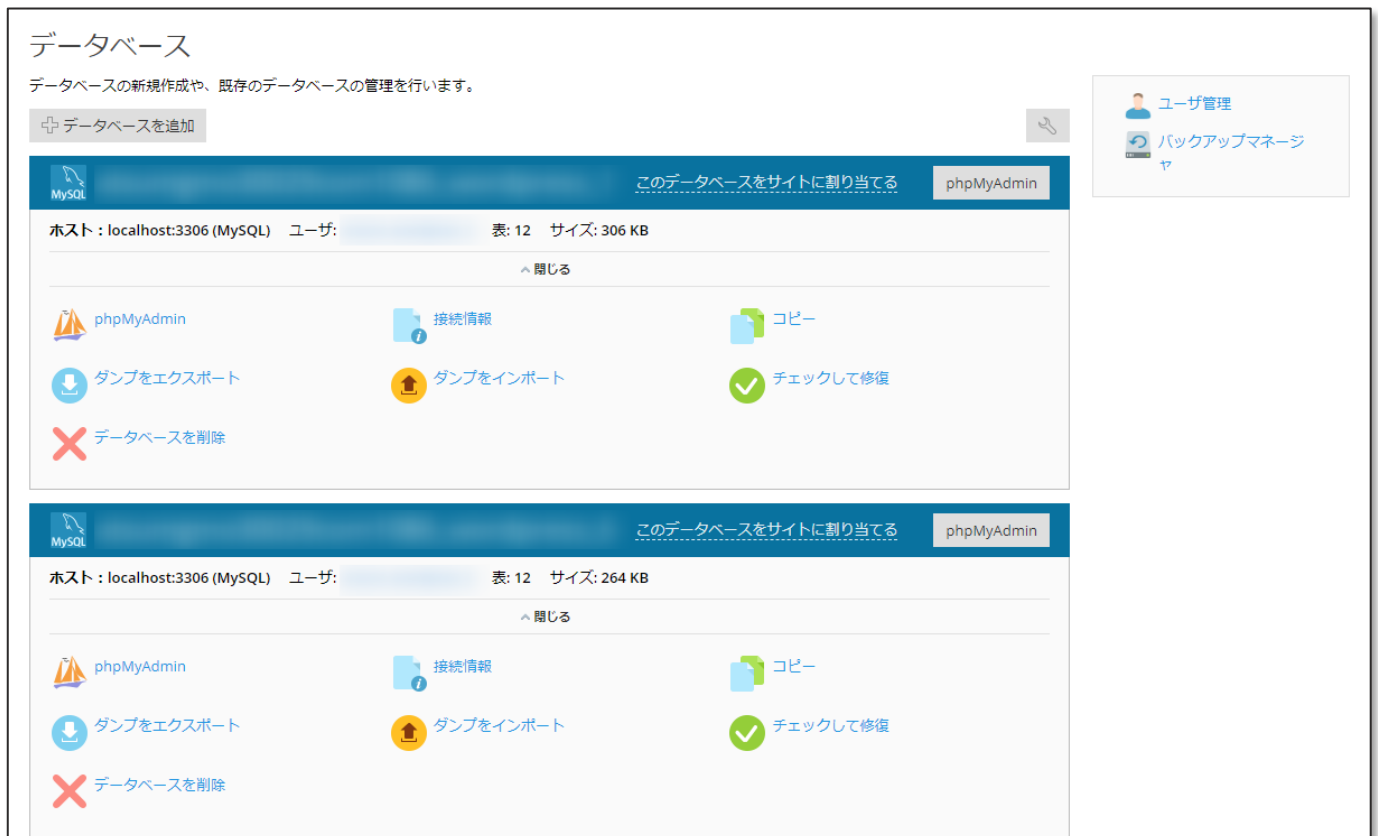 データベース
データベースの新規作成や、既存のデータベースの管理を行います。
データベースを追加
ユーザ管理
バックアップマネージ
ャ
MySQL
このデータベースをサイトに割り当てる
phpMyAdmin
ホスト : localhost:3306 (MySQL) ユーザ: 表: 12 サイズ: 306 KB
閉じる
phpMyAdmin
接続情報
コピー
ダンプをエクスポート
ダンプをインポート
チェックして修復
データベースを削除
MySQL
このデータベースをサイトに割り当てる
phpMyAdmin
ホスト : localhost:3306 (MySQL) ユーザ: 表: 12 サイズ: 264 KB
閉じる
phpMyAdmin
接続情報
コピー
ダンプをエクスポート
ダンプをインポート
チェックして修復
データベースを削除